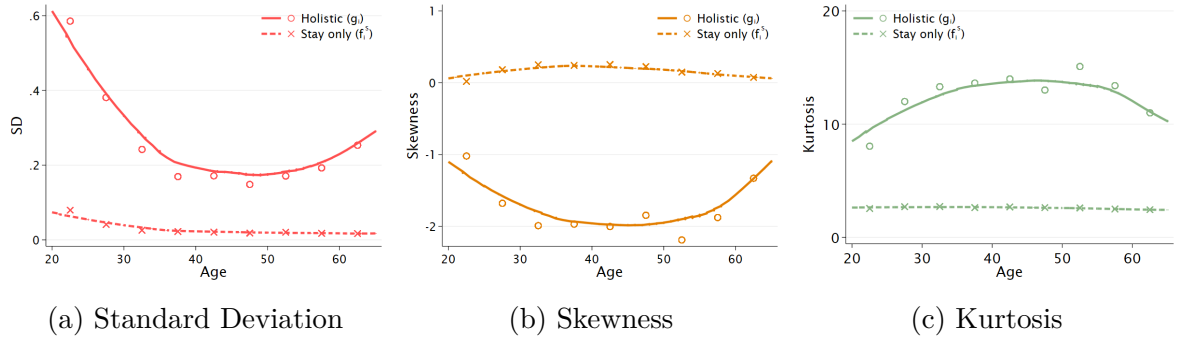 Holistic (gᵢ)
Stay only (fᵢˢ)
SD
.6
.4
.2
0
20 30 40 50 60
Age
(a) Standard Deviation
Holistic (gᵢ)
Stay only (fᵢˢ)
Skewness
1
0
-1
-2
20 30 40 50 60
Age
(b) Skewness
Holistic (gᵢ)
Stay only (fᵢˢ)
Kurtosis
20
10
0
20 30 40 50 60
Age
(c) Kurtosis